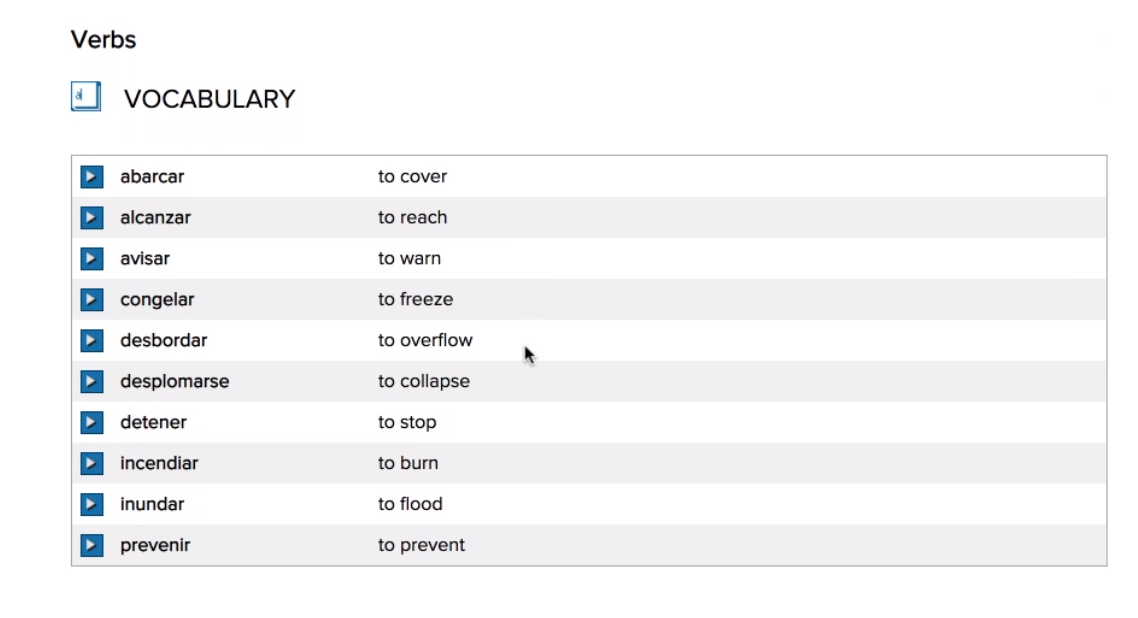 Verbs
VOCABULARY
abarcar to cover
alcanzar to reach
avisar to warn
congelar to freeze
desbordar to overflow
desplomarse to collapse
detener to stop
incendiar to burn
inundar to flood
prevenir to prevent